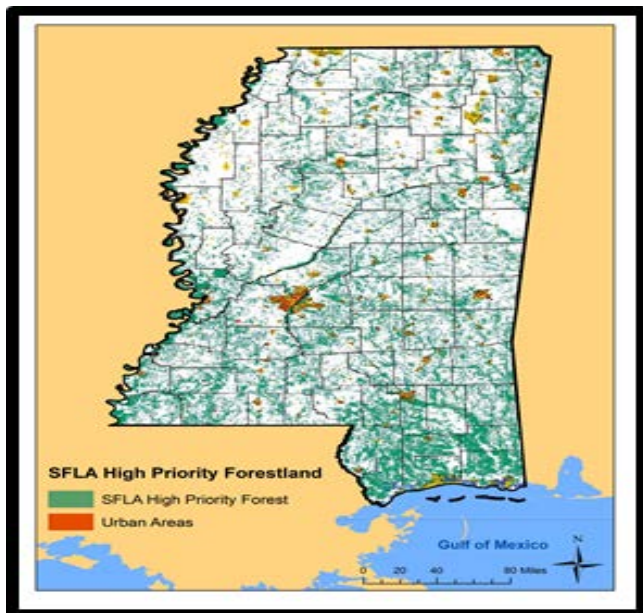 SFLA High Priority Forestland
SFLA High Priority Forest
Urban Areas
Gulf of Mexico
N
0 20 40 80 Miles